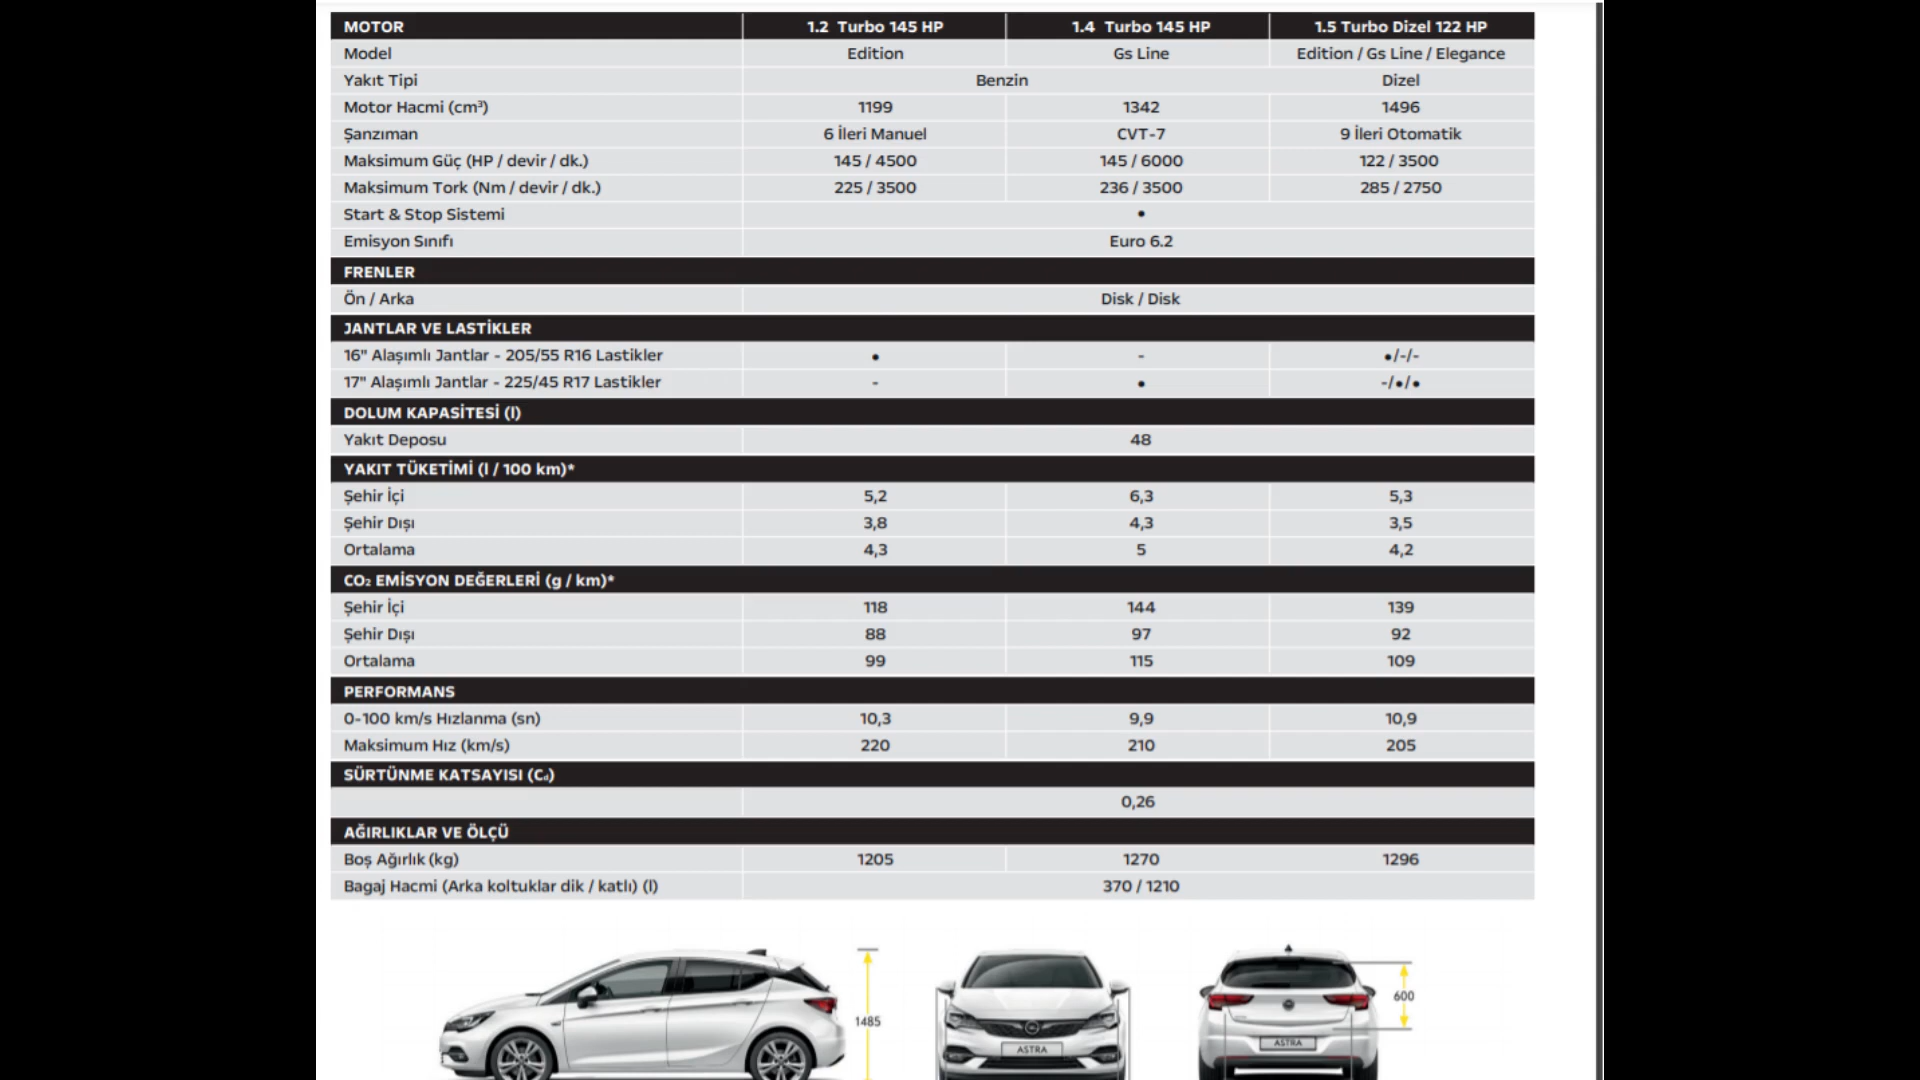 MOTOR 1.2 Turbo 145 HP 1.4 Turbo 145 HP 1.5 Turbo Dizel 122 HP
Model Edition Gs Line Edition / Gs Line / Elegance
Yakıt Tipi Benzin Dizel
Motor Hacmi (cm³) 1199 1342 1496
Şanzıman 6 İleri Manuel CVT-7 9 İleri Otomatik
Maksimum Güç (HP / devir / dk.) 145 / 4500 145 / 6000 122 / 3500
Maksimum Tork (Nm / devir / dk.) 225 / 3500 236 / 3500 285 / 2750
Start & Stop Sistemi •
Emisyon Sınıfı Euro 6.2
FRENLER
Ön / Arka Disk / Disk
JANTLAR VE LASTİKLER
16" Alaşımlı Jantlar - 205/55 R16 Lastikler • - •/-/-
17" Alaşımlı Jantlar - 225/45 R17 Lastikler - • -/•/•
DOLUM KAPASİTESİ (l)
Yakıt Deposu 48
YAKIT TÜKETİMİ (l / 100 km)*
Şehir İçi 5,2 6,3 5,3
Şehir Dışı 3,8 4,3 3,5
Ortalama 4,3 5 4,2
CO₂ EMİSYON DEĞERLERİ (g / km)*
Şehir İçi 118 144 139
Şehir Dışı 88 97 92
Ortalama 99 115 109
PERFORMANS
0-100 km/s Hızlanma (sn) 10,3 9,9 10,9
Maksimum Hız (km/s) 220 210 205
SÜRTÜNME KATSAYISI (Cd)
0,26
AĞIRLIKLAR VE ÖLÇÜ
Boş Ağırlık (kg) 1205 1270 1296
Bagaj Hacmi (Arka koltuklar dik / katlı) (l) 370 / 1210
600
1485
ASTRA ASTRA